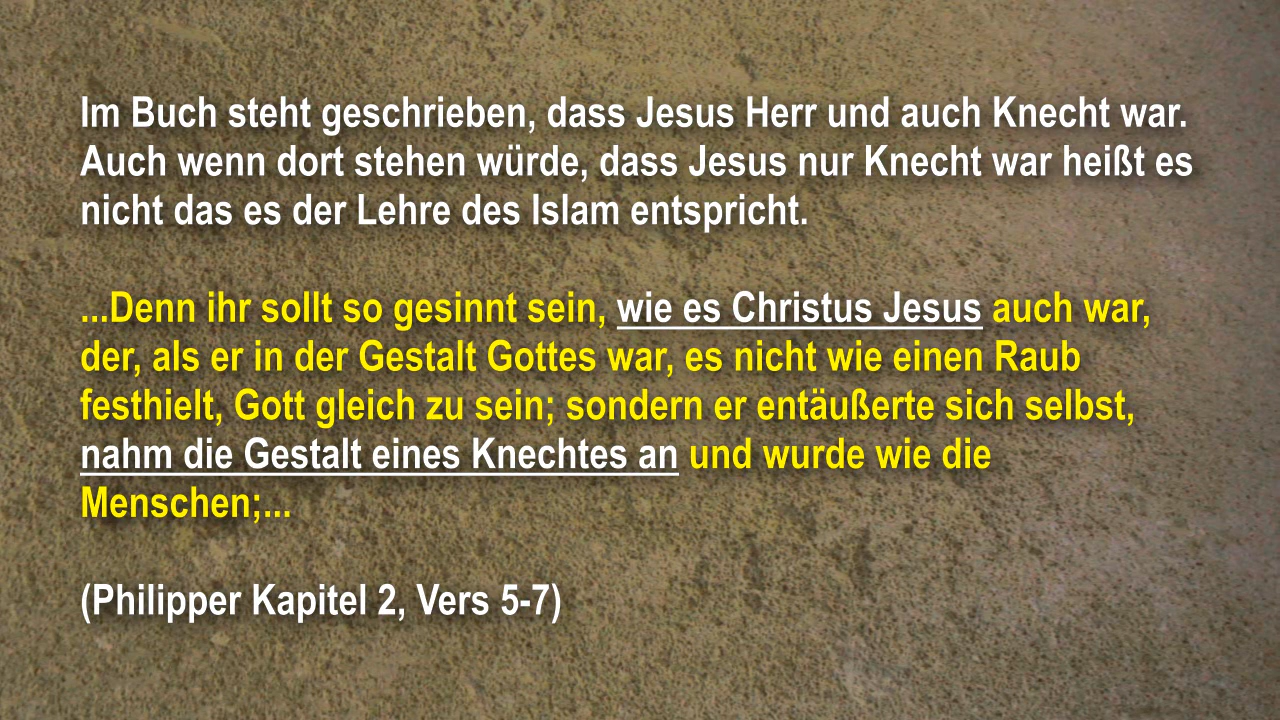 Im Buch steht geschrieben, dass Jesus Herr und auch Knecht war.
Auch wenn dort stehen würde, dass Jesus nur Knecht war heißt es
nicht das es der Lehre des Islam entspricht.
...Denn ihr sollt so gesinnt sein, wie es Christus Jesus auch war,
der, als er in der Gestalt Gottes war, es nicht wie einen Raub
festhielt, Gott gleich zu sein; sondern er entäußerte sich selbst,
nahm die Gestalt eines Knechtes an und wurde wie die
Menschen;...
(Philipper Kapitel 2, Vers 5-7)